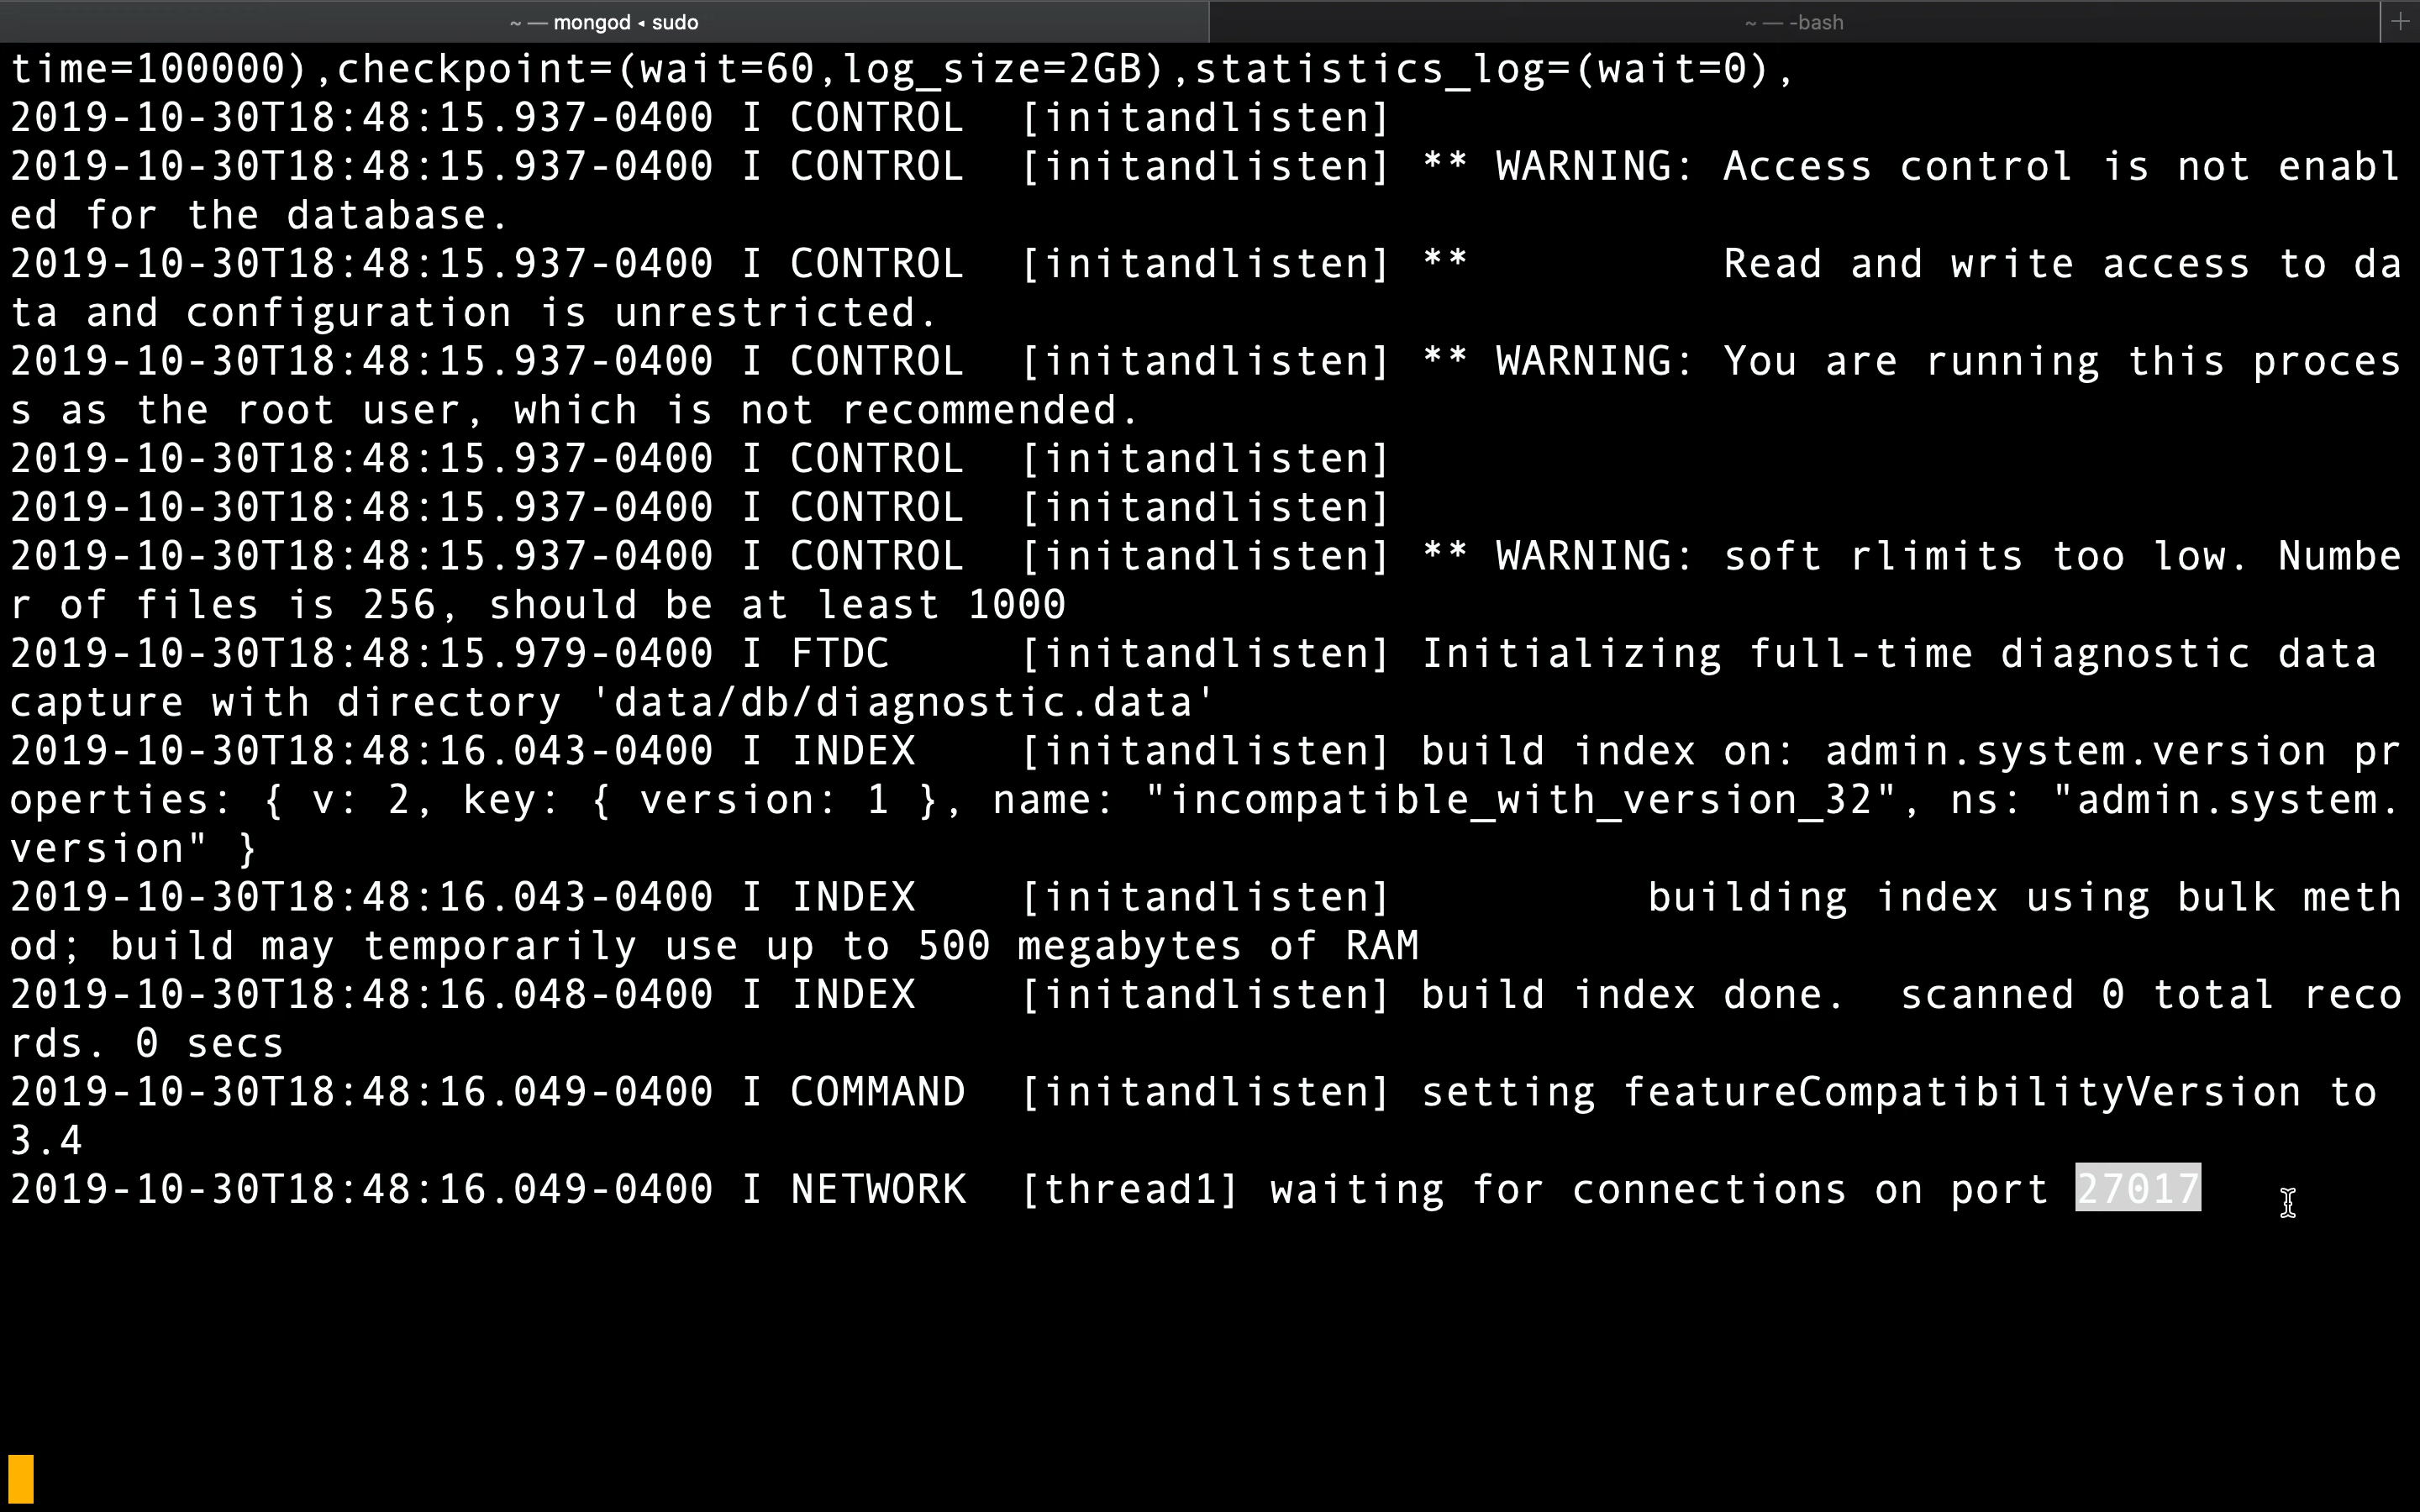 ~ — mongod ◂ sudo
~ — -bash
time=100000),checkpoint=(wait=60,log_size=2GB),statistics_log=(wait=0),
2019-10-30T18:48:15.937-0400 I CONTROL  [initandlisten]
2019-10-30T18:48:15.937-0400 I CONTROL  [initandlisten] ** WARNING: Access control is not enabl
ed for the database.
2019-10-30T18:48:15.937-0400 I CONTROL  [initandlisten] **          Read and write access to da
ta and configuration is unrestricted.
2019-10-30T18:48:15.937-0400 I CONTROL  [initandlisten] ** WARNING: You are running this proces
s as the root user, which is not recommended.
2019-10-30T18:48:15.937-0400 I CONTROL  [initandlisten]
2019-10-30T18:48:15.937-0400 I CONTROL  [initandlisten]
2019-10-30T18:48:15.937-0400 I CONTROL  [initandlisten] ** WARNING: soft rlimits too low. Numbe
r of files is 256, should be at least 1000
2019-10-30T18:48:15.979-0400 I FTDC     [initandlisten] Initializing full-time diagnostic data
capture with directory 'data/db/diagnostic.data'
2019-10-30T18:48:16.043-0400 I INDEX    [initandlisten] build index on: admin.system.version pr
operties: { v: 2, key: { version: 1 }, name: "incompatible_with_version_32", ns: "admin.system.
version" }
2019-10-30T18:48:16.043-0400 I INDEX    [initandlisten]          building index using bulk meth
od; build may temporarily use up to 500 megabytes of RAM
2019-10-30T18:48:16.048-0400 I INDEX    [initandlisten] build index done.  scanned 0 total reco
rds. 0 secs
2019-10-30T18:48:16.049-0400 I COMMAND  [initandlisten] setting featureCompatibilityVersion to
3.4
2019-10-30T18:48:16.049-0400 I NETWORK  [thread1] waiting for connections on port 27017